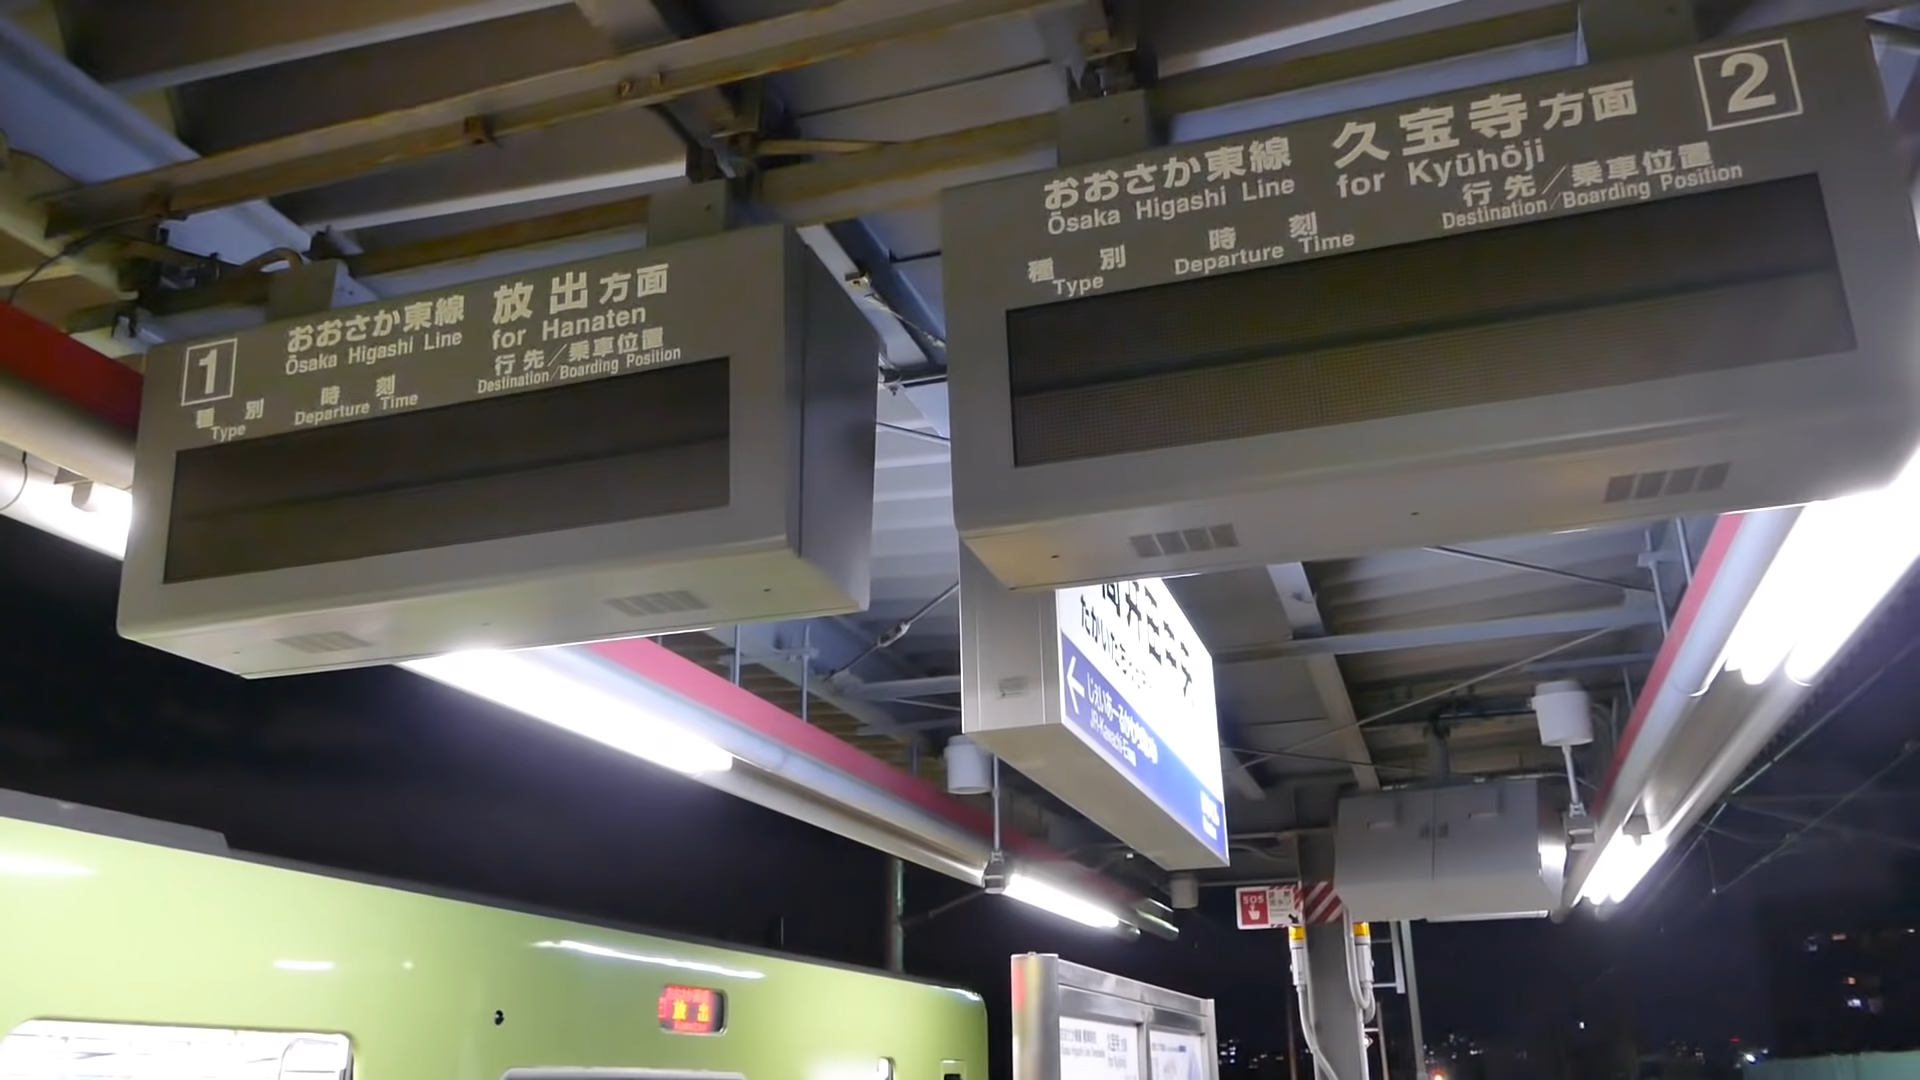 1
おおさか東線 放出方面
Ōsaka Higashi Line for Hanaten
種別 時刻 行先／乗車位置
Type Departure Time Destination/Boarding Position
2
おおさか東線 久宝寺方面
Ōsaka Higashi Line for Kyūhōji
種別 時刻 行先／乗車位置
Type Departure Time Destination/Boarding Position
SOS
放出